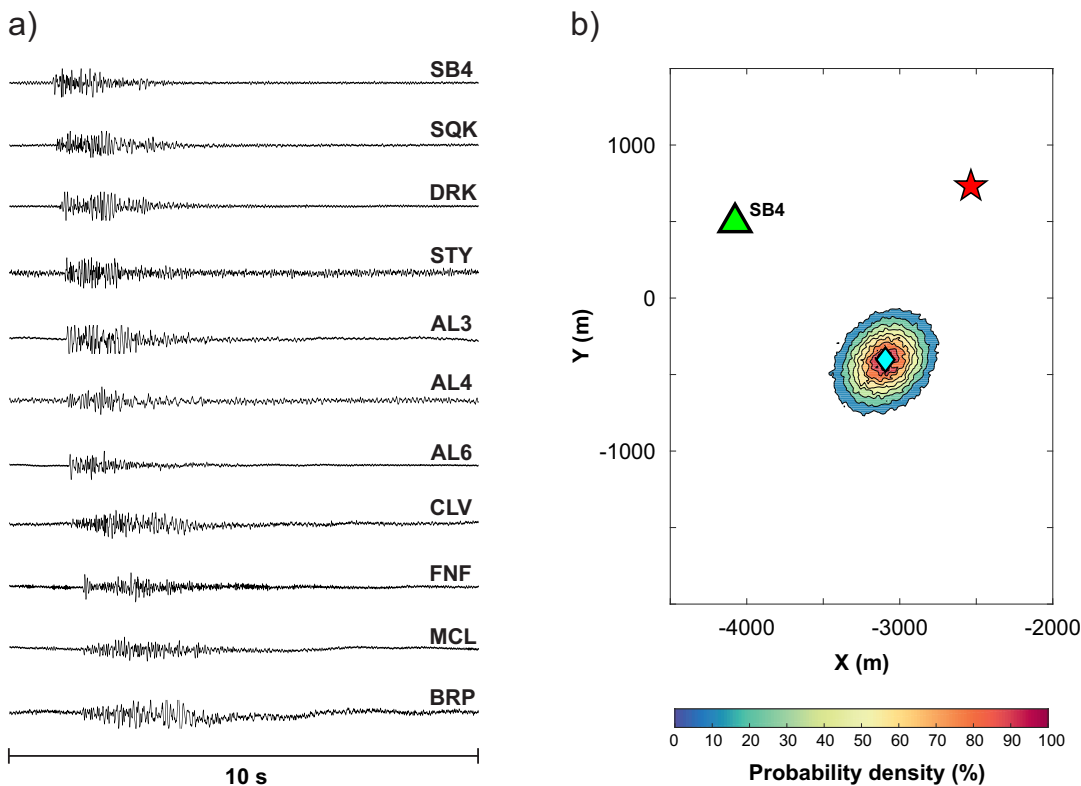 a)
SB4
SQK
DRK
STY
AL3
AL4
AL6
CLV
FNF
MCL
BRP
10 s
b)
1000
0
-1000
Y (m)
SB4
-4000 -3000 -2000
X (m)
0 10 20 30 40 50 60 70 80 90 100
Probability density (%)